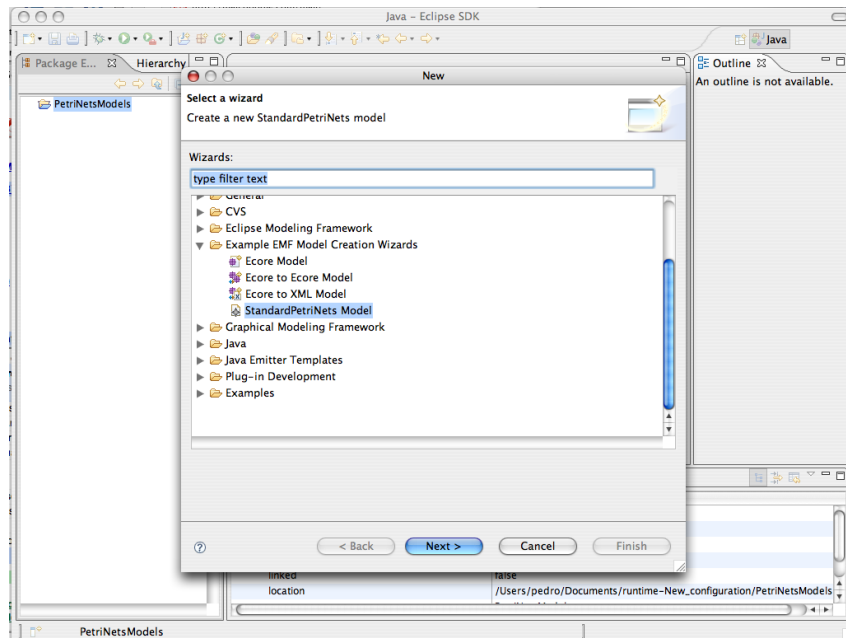 Java – Eclipse SDK
Java
Package E...
Hierarchy
Outline
An outline is not available.
PetriNetsModels
New
Select a wizard
Create a new StandardPetriNets model
Wizards:
type filter text
General
CVS
Eclipse Modeling Framework
Example EMF Model Creation Wizards
Ecore Model
Ecore to Ecore Model
Ecore to XML Model
StandardPetriNets Model
Graphical Modeling Framework
Java
Java Emitter Templates
Plug-in Development
Examples
?
< Back
Next >
Cancel
Finish
linked false
location /Users/pedro/Documents/runtime-New_configuration/PetriNetsModels
PetriNetsModels